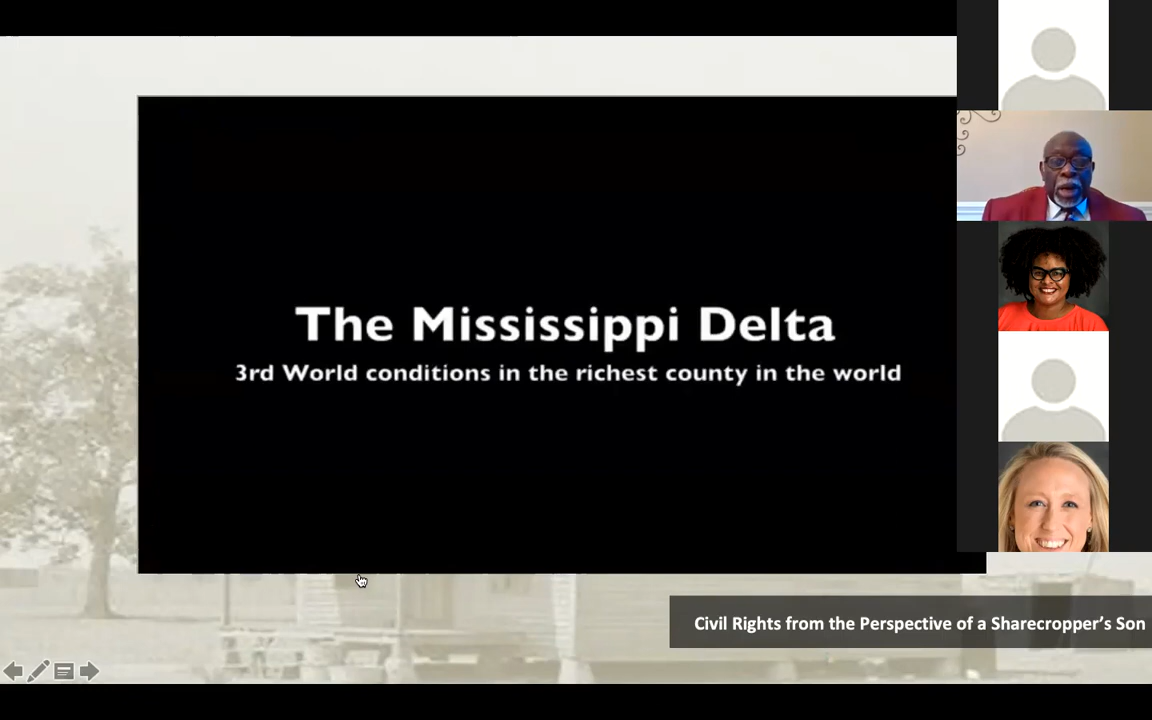 The Mississippi Delta
3rd World conditions in the richest county in the world
Civil Rights from the Perspective of a Sharecropper's Son